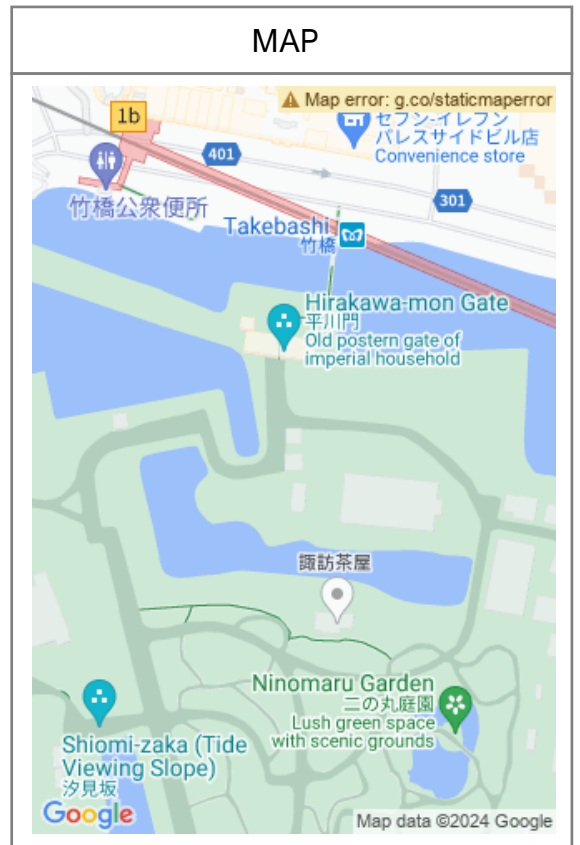 MAP
Map error: g.co/staticmaperror
1b
セブン-イレブン
パレスサイドビル店
Convenience store
401
301
竹橋公衆便所
Takebashi
竹橋
Hirakawa-mon Gate
平川門
Old postern gate of
imperial household
諏訪茶屋
Ninomaru Garden
二の丸庭園
Lush green space
with scenic grounds
Shiomi-zaka (Tide
Viewing Slope)
汐見坂
Google
Map data ©2024 Google